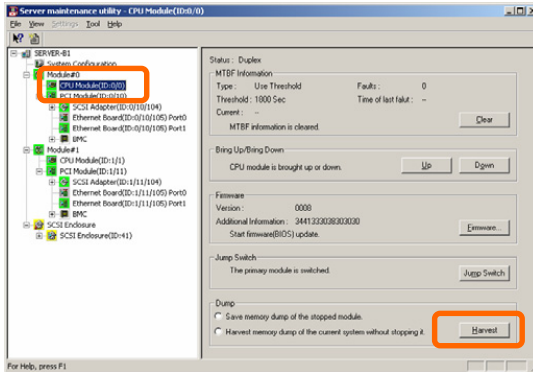 Server maintenance utility - CPU Module(ID:0/0)
File View Settings Tool Help
SERVER-B1
System Configuration
Module#0
CPU Module(ID:0/0)
PCI Module(ID:0/10)
SCSI Adapter(ID:0/10/104)
Ethernet Board(ID:0/10/105) Port0
Ethernet Board(ID:0/10/105) Port1
BMC
Module#1
CPU Module(ID:1/1)
PCI Module(ID:1/11)
SCSI Adapter(ID:1/11/104)
Ethernet Board(ID:1/11/105) Port0
Ethernet Board(ID:1/11/105) Port1
BMC
SCSI Enclosure
SCSI Enclosure(ID:41)
Status : Duplex
MTBF Information
Type : Use Threshold Faults : 0
Threshold : 1800 Sec Time of last falut : --
Current : --
MTBF information is cleared.
Clear
Bring Up/Bring Down
CPU module is brought up or down.
Up
Down
Firmware
Version : 0008
Additional Information : 3441333038303030
Start firmware(BIOS) update.
Firmware...
Jump Switch
The primary module is switched.
Jump Switch
Dump
Save memory dump of the stopped module.
Harvest memory dump of the current system without stopping it.
Harvest
For Help, press F1